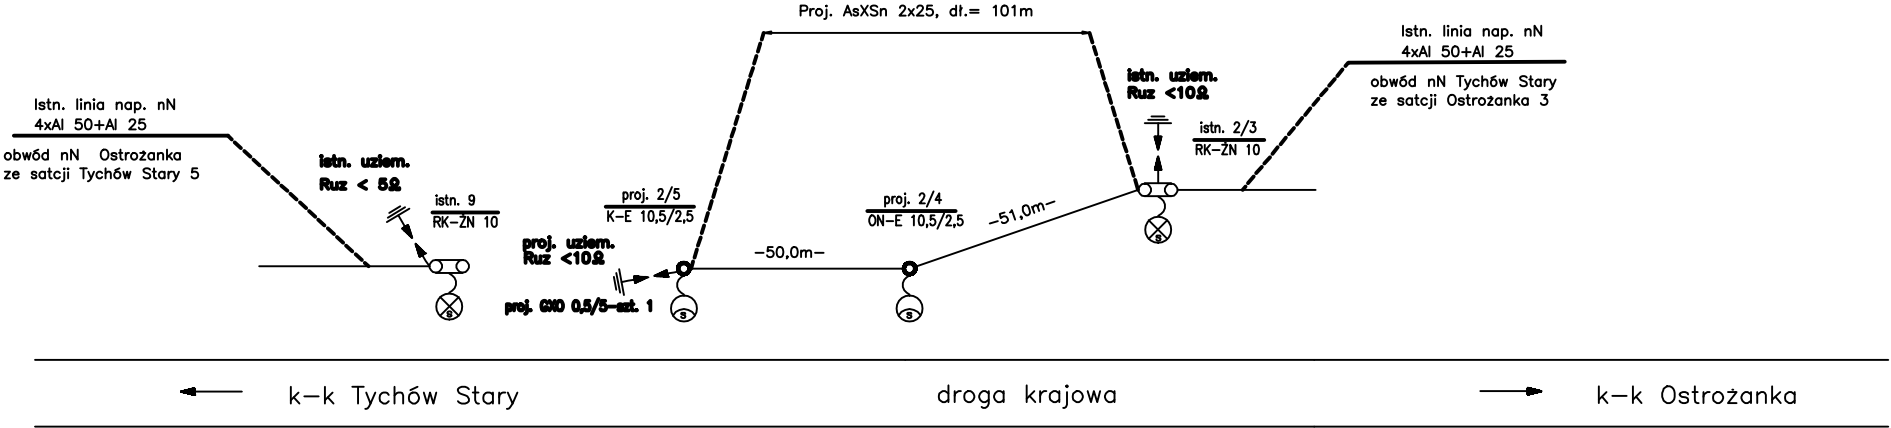 Proj. AsXSn 2x25, dł.= 101m
Istn. linia nap. nN
4xAl 50+Al 25
obwód nN Tychów Stary
ze satcji Ostrożanka 3
istn. uziem.
Ruz <10Ω
istn. 2/3
RK-ŻN 10
Istn. linia nap. nN
4xAl 50+Al 25
obwód nN Ostrożanka
ze satcji Tychów Stary 5
istn. uziem.
Ruz < 5Ω
istn. 9
RK-ŻN 10
proj. 2/5
K-E 10,5/2,5
proj. 2/4
ON-E 10,5/2,5
-51,0m-
proj. uziem.
Ruz <10Ω
-50,0m-
proj. GXO 0,5/5-szt. 1
S
S
S
S
k-k Tychów Stary
droga krajowa
k-k Ostrożanka